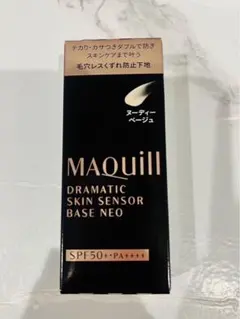 テカリ・カサつきダブルで防ぎ
スキンケアまで叶う
毛穴レスくずれ防止下地
ヌーディー
ベージュ
MAQuill
DRAMATIC
SKIN SENSOR
BASE NEO
SPF50+・PA++++